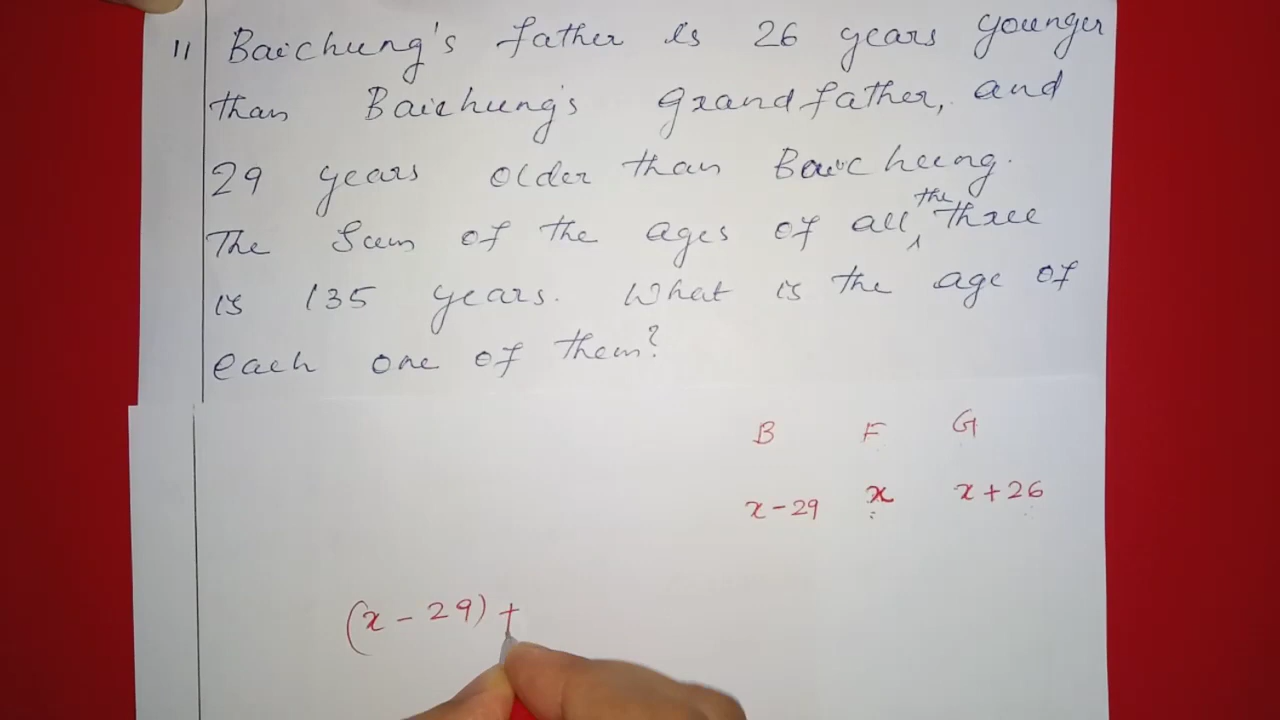 11 Baichung's father is 26 years younger
than Baichung's grandfather, and
29 years older than Baicheung.
The Sum of the ages of all the three
is 135 years. What is the age of
each one of them?
B F G
x-29 x x+26
(x - 29) +